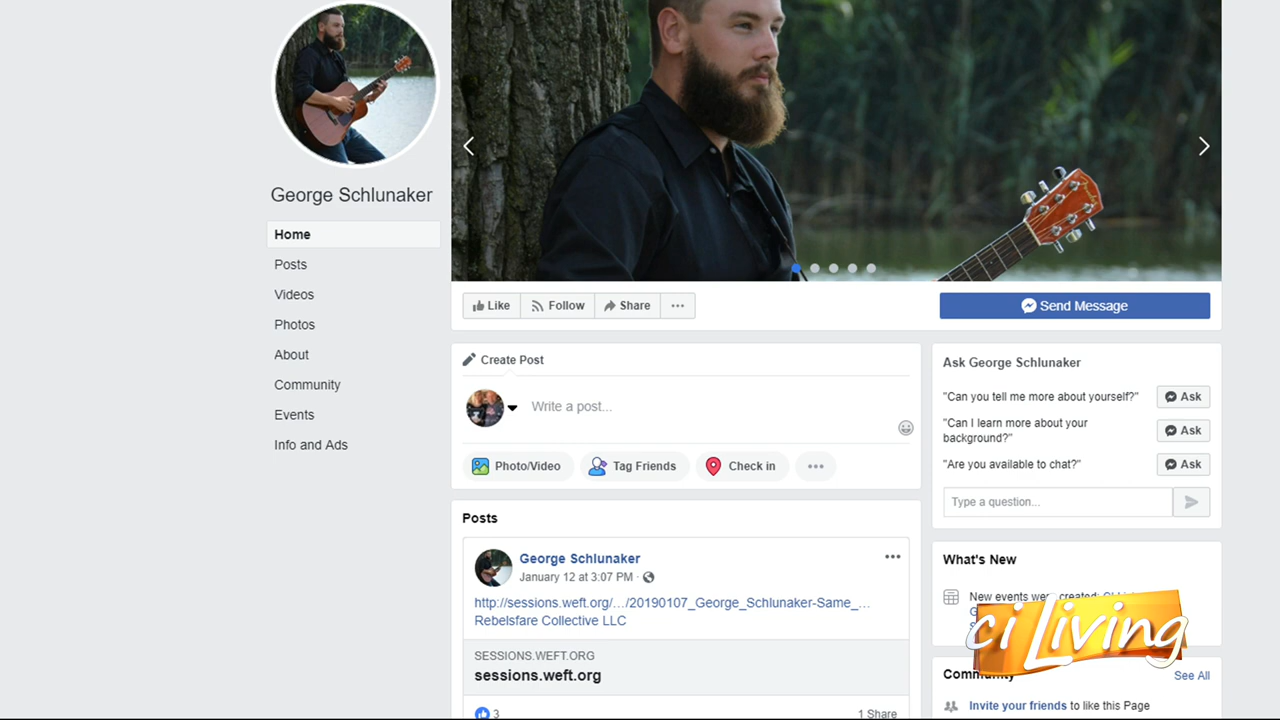 George Schlunaker
Home
Posts
Videos
Photos
About
Community
Events
Info and Ads
Like
Follow
Share
Send Message
Create Post
Write a post...
Photo/Video
Tag Friends
Check in
Posts
George Schlunaker
January 12 at 3:07 PM ·
http://sessions.weft.org/…/20190107_George_Schlunaker-Same_…
Rebelsfare Collective LLC
SESSIONS.WEFT.ORG
sessions.weft.org
3
1 Share
Ask George Schlunaker
"Can you tell me more about yourself?"
Ask
"Can I learn more about your
background?"
Ask
"Are you available to chat?"
Ask
Type a question...
What's New
New events were created:
ci Living
Community
See All
Invite your friends to like this Page